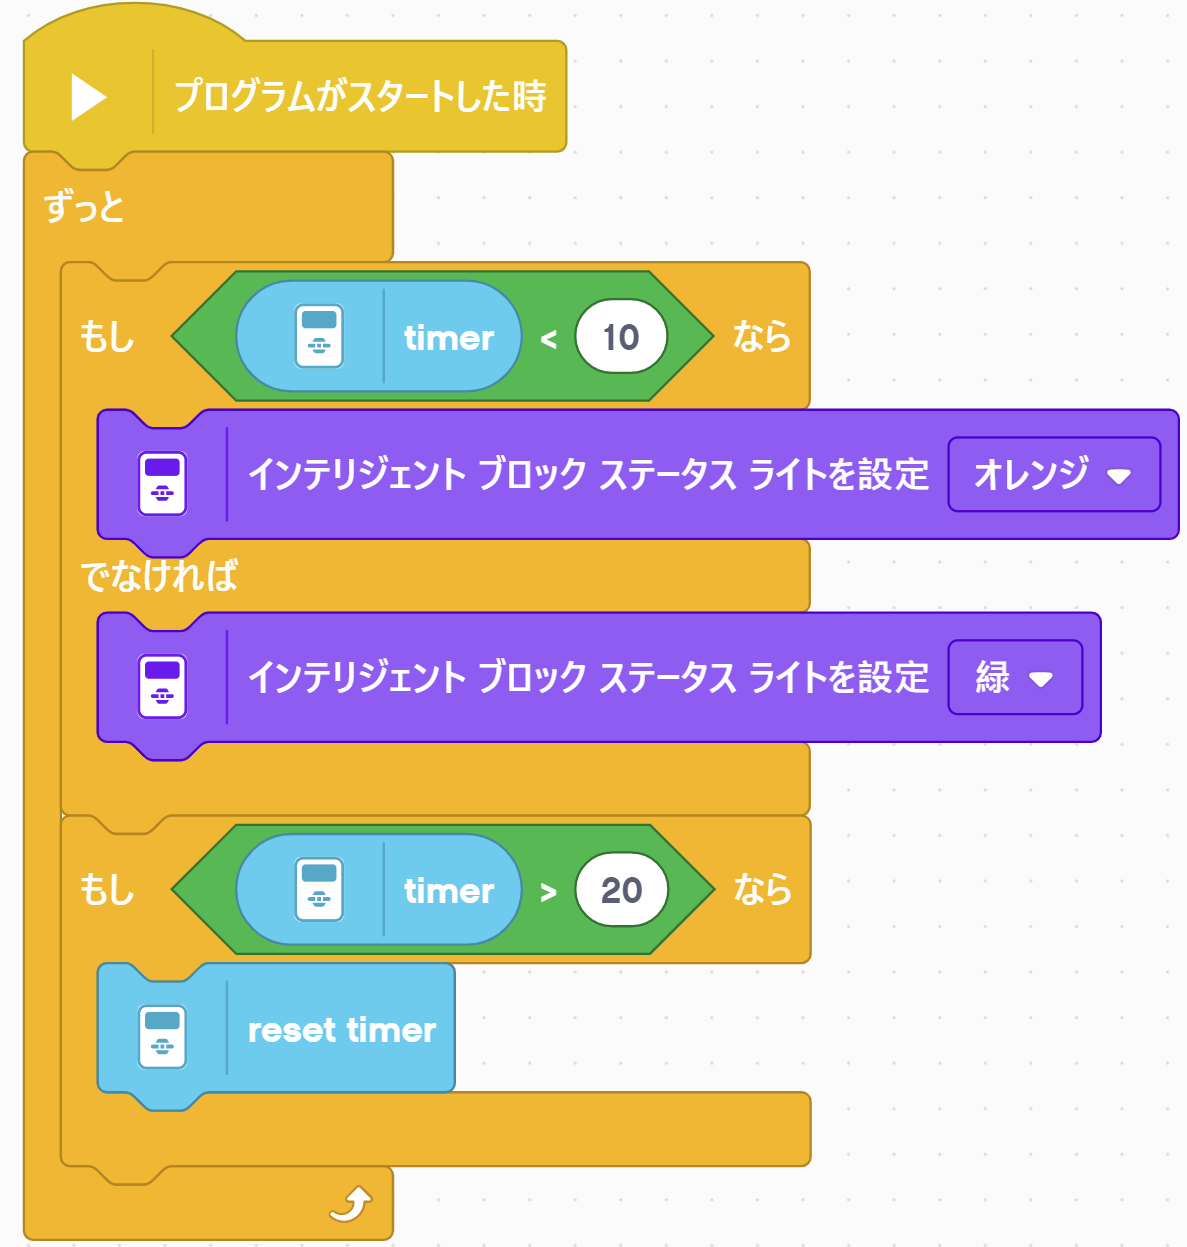 プログラムがスタートした時
ずっと
もし timer < 10 なら
インテリジェント ブロック ステータス ライトを設定 オレンジ
でなければ
インテリジェント ブロック ステータス ライトを設定 緑
もし timer > 20 なら
reset timer